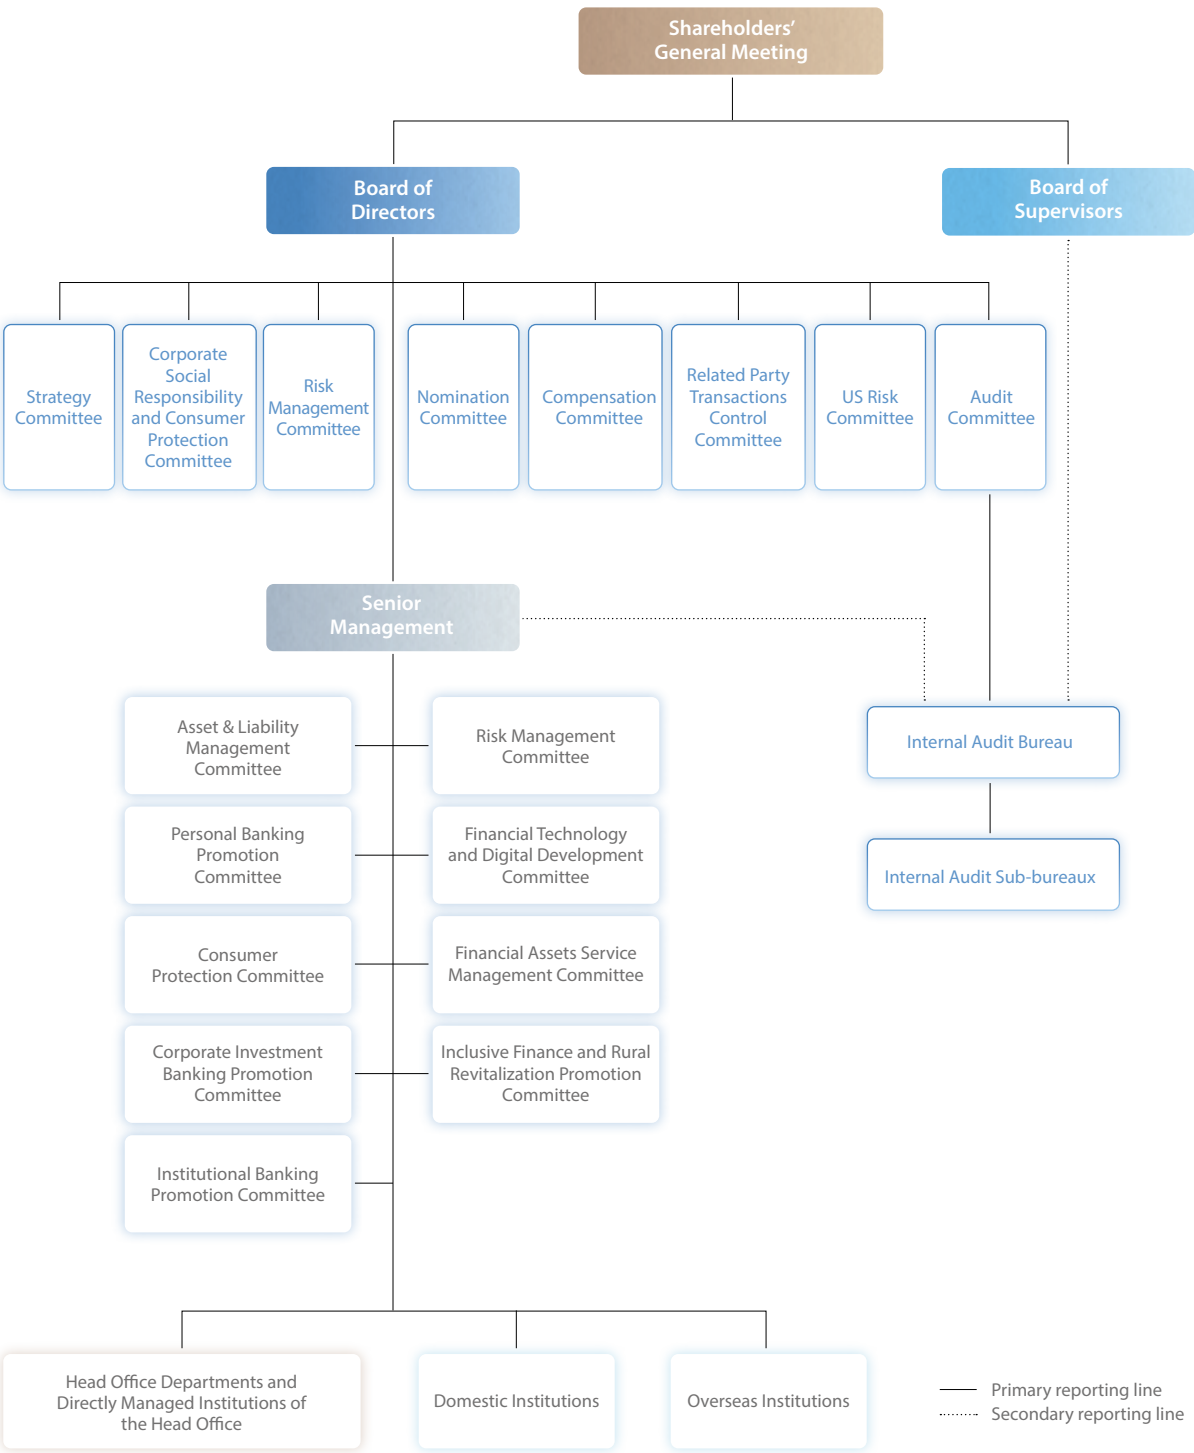 Shareholders’
General Meeting
Board of
Directors
Board of
Supervisors
Strategy
Committee
Corporate
Social
Responsibility
and Consumer
Protection
Committee
Risk
Management
Committee
Nomination
Committee
Compensation
Committee
Related Party
Transactions
Control
Committee
US Risk
Committee
Audit
Committee
Senior
Management
Asset & Liability
Management
Committee
Risk Management
Committee
Personal Banking
Promotion
Committee
Financial Technology
and Digital Development
Committee
Consumer
Protection Committee
Financial Assets Service
Management Committee
Corporate Investment
Banking Promotion
Committee
Inclusive Finance and Rural
Revitalization Promotion
Committee
Institutional Banking
Promotion Committee
Internal Audit Bureau
Internal Audit Sub-bureaux
Head Office Departments and
Directly Managed Institutions of
the Head Office
Domestic Institutions
Overseas Institutions
Primary reporting line
Secondary reporting line